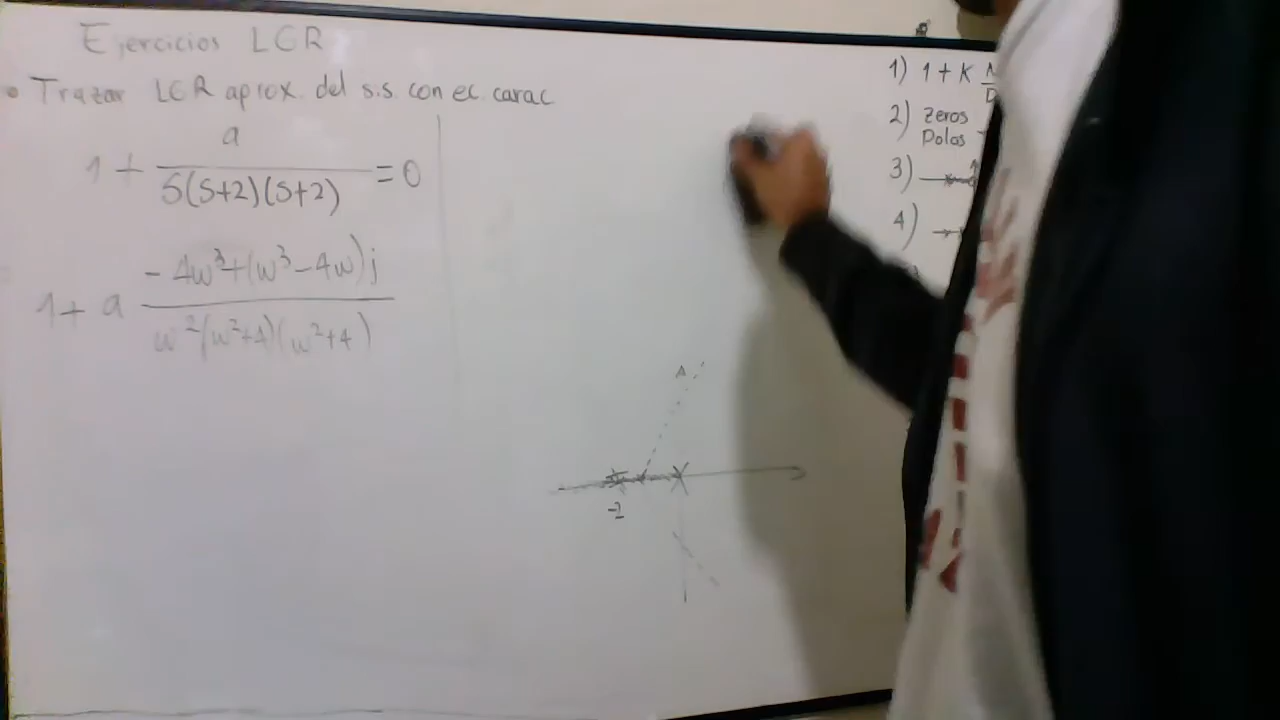 Ejercicios LGR
• Trazar LGR aprox. del s.s. con ec. carac
a
1 + ――― = 0
S(S+2)(S+2)
- 4w³+(w³-4w)j
1 + a ―――
w²(w²+4)(w²+4)
-2
1) 1 + K N
D
2) Zeros
Polos
3)
4)